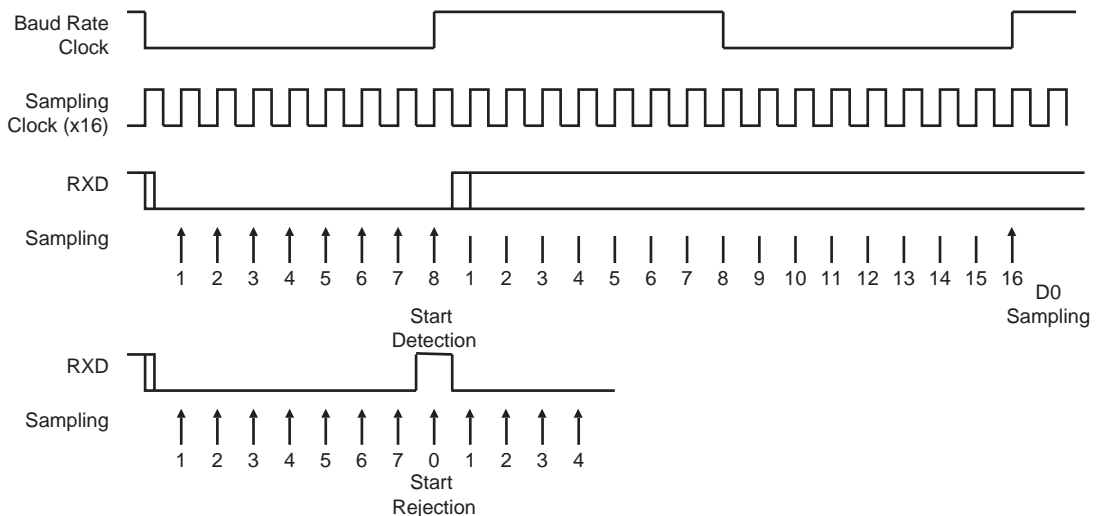 Baud Rate
Clock
Sampling
Clock (x16)
RXD
Sampling
1 2 3 4 5 6 7 8 1 2 3 4 5 6 7 8 9 10 11 12 13 14 15 16
D0
Sampling
Start
Detection
RXD
Sampling
1 2 3 4 5 6 7 0 1 2 3 4
Start
Rejection